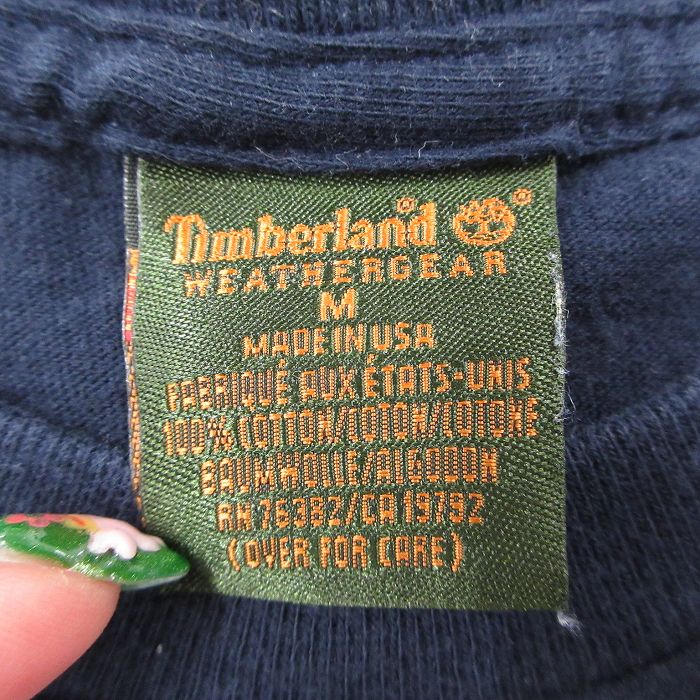 Timberland®
WEATHERGEAR
M
MADE IN USA
FABRIQUÉ AUX ÉTATS-UNIS
100% COTTON/COTON/COTONE
BAUMWOLLE/ALGODON
RN 76382/CA 19792
(OVER FOR CARE)